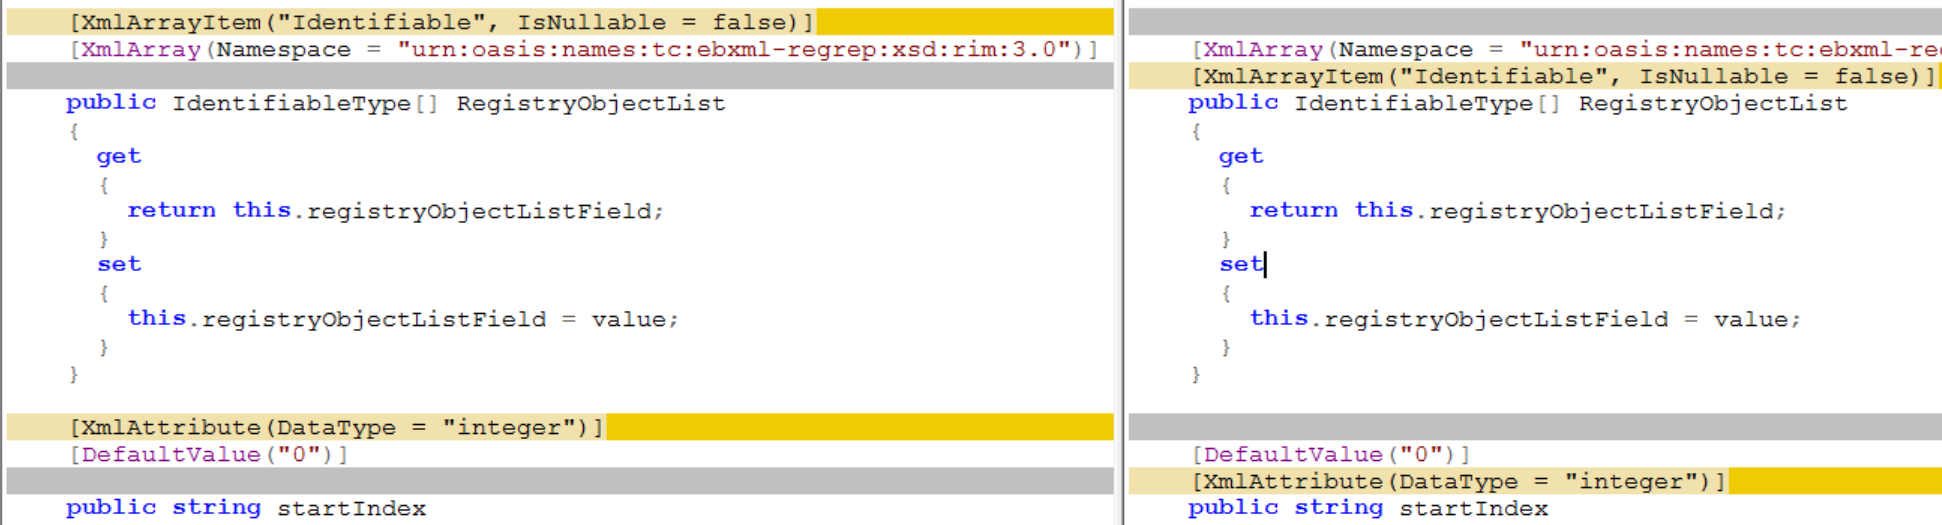 [XmlArrayItem("Identifiable", IsNullable = false)]
[XmlArray(Namespace = "urn:oasis:names:tc:ebxml-regrep:xsd:rim:3.0")]
public IdentifiableType[] RegistryObjectList
{
get
{
return this.registryObjectListField;
}
set
{
this.registryObjectListField = value;
}
}
[XmlAttribute(DataType = "integer")]
[DefaultValue("0")]
public string startIndex
[XmlArray(Namespace = "urn:oasis:names:tc:ebxml-reg
[XmlArrayItem("Identifiable", IsNullable = false)]
public IdentifiableType[] RegistryObjectList
{
get
{
return this.registryObjectListField;
}
set
{
this.registryObjectListField = value;
}
}
[DefaultValue("0")]
[XmlAttribute(DataType = "integer")]
public string startIndex